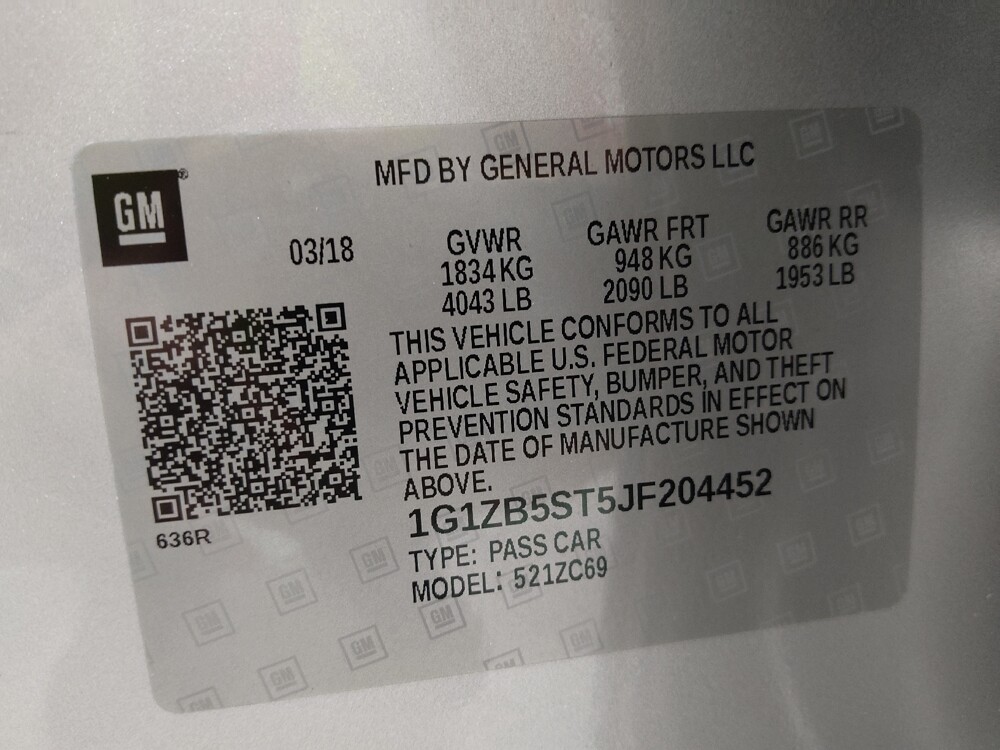 GM®
MFD BY GENERAL MOTORS LLC
03/18
GVWR
1834 KG
4043 LB
GAWR FRT
948 KG
2090 LB
GAWR RR
886 KG
1953 LB
THIS VEHICLE CONFORMS TO ALL
APPLICABLE U.S. FEDERAL MOTOR
VEHICLE SAFETY, BUMPER, AND THEFT
PREVENTION STANDARDS IN EFFECT ON
THE DATE OF MANUFACTURE SHOWN
ABOVE.
1G1ZB5ST5JF204452
TYPE: PASS CAR
MODEL: 521ZC69
636R